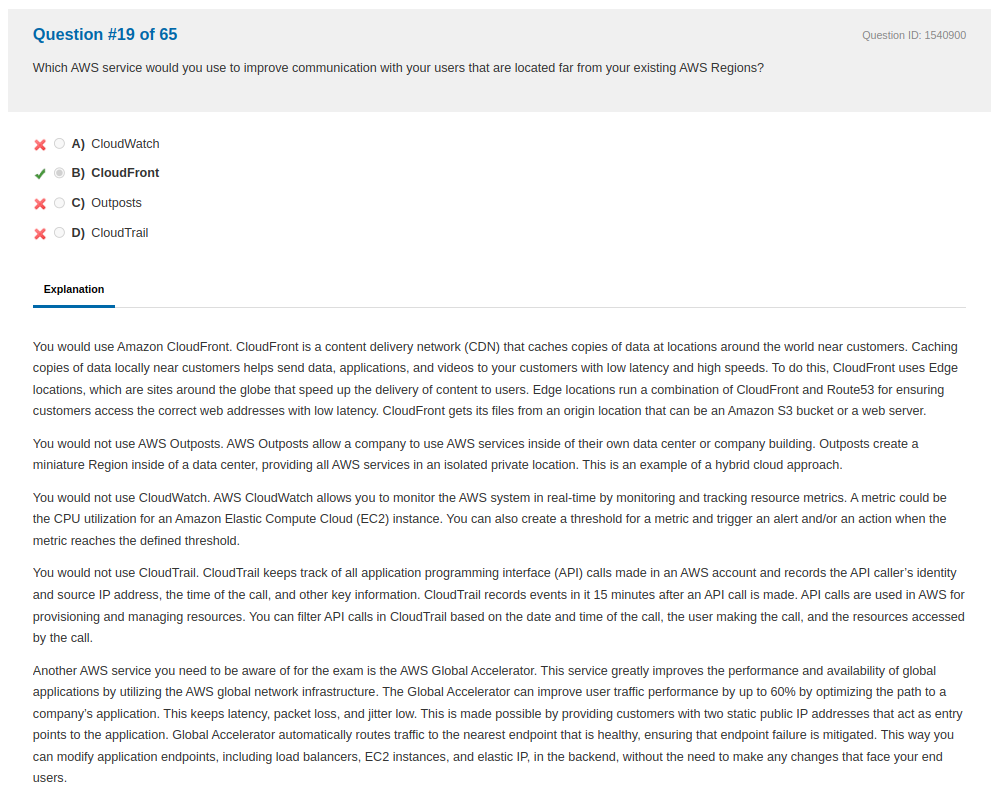 Question #19 of 65
Question ID: 1540900
Which AWS service would you use to improve communication with your users that are located far from your existing AWS Regions?
A) CloudWatch
B) CloudFront
C) Outposts
D) CloudTrail
Explanation
You would use Amazon CloudFront. CloudFront is a content delivery network (CDN) that caches copies of data at locations around the world near customers. Caching
copies of data locally near customers helps send data, applications, and videos to your customers with low latency and high speeds. To do this, CloudFront uses Edge
locations, which are sites around the globe that speed up the delivery of content to users. Edge locations run a combination of CloudFront and Route53 for ensuring
customers access the correct web addresses with low latency. CloudFront gets its files from an origin location that can be an Amazon S3 bucket or a web server.
You would not use AWS Outposts. AWS Outposts allow a company to use AWS services inside of their own data center or company building. Outposts create a
miniature Region inside of a data center, providing all AWS services in an isolated private location. This is an example of a hybrid cloud approach.
You would not use CloudWatch. AWS CloudWatch allows you to monitor the AWS system in real-time by monitoring and tracking resource metrics. A metric could be
the CPU utilization for an Amazon Elastic Compute Cloud (EC2) instance. You can also create a threshold for a metric and trigger an alert and/or an action when the
metric reaches the defined threshold.
You would not use CloudTrail. CloudTrail keeps track of all application programming interface (API) calls made in an AWS account and records the API caller's identity
and source IP address, the time of the call, and other key information. CloudTrail records events in it 15 minutes after an API call is made. API calls are used in AWS for
provisioning and managing resources. You can filter API calls in CloudTrail based on the date and time of the call, the user making the call, and the resources accessed
by the call.
Another AWS service you need to be aware of for the exam is the AWS Global Accelerator. This service greatly improves the performance and availability of global
applications by utilizing the AWS global network infrastructure. The Global Accelerator can improve user traffic performance by up to 60% by optimizing the path to a
company's application. This keeps latency, packet loss, and jitter low. This is made possible by providing customers with two static public IP addresses that act as entry
points to the application. Global Accelerator automatically routes traffic to the nearest endpoint that is healthy, ensuring that endpoint failure is mitigated. This way you
can modify application endpoints, including load balancers, EC2 instances, and elastic IP, in the backend, without the need to make any changes that face your end
users.